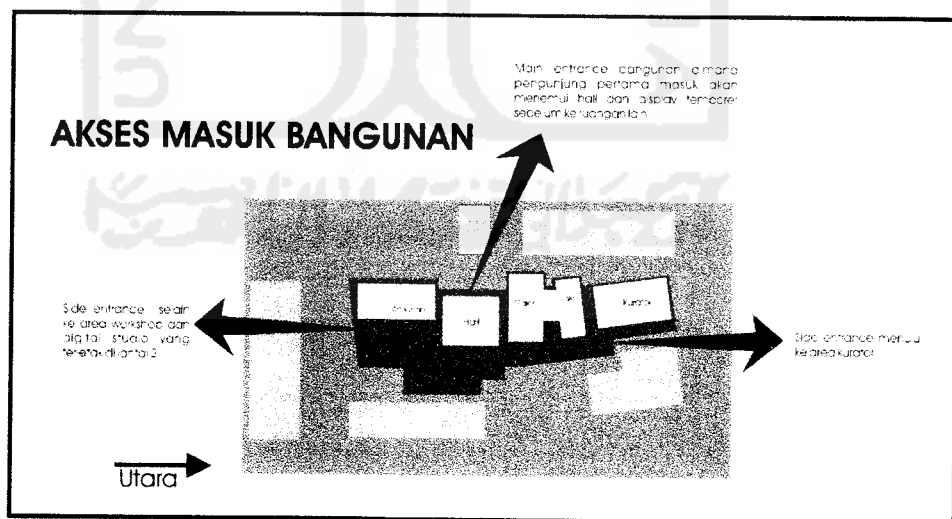 Main entrance bangunan dimana
pengunjung pertama masuk akan
menemui hall dan display temporer
sebelum ke ruangan lain
AKSES MASUK BANGUNAN
Side entrance selain
ke area workshop dan
digital studio yang
terletak di lantai 2
Hall
Kurator
Side entrance menuju
ke area kurator
Utara